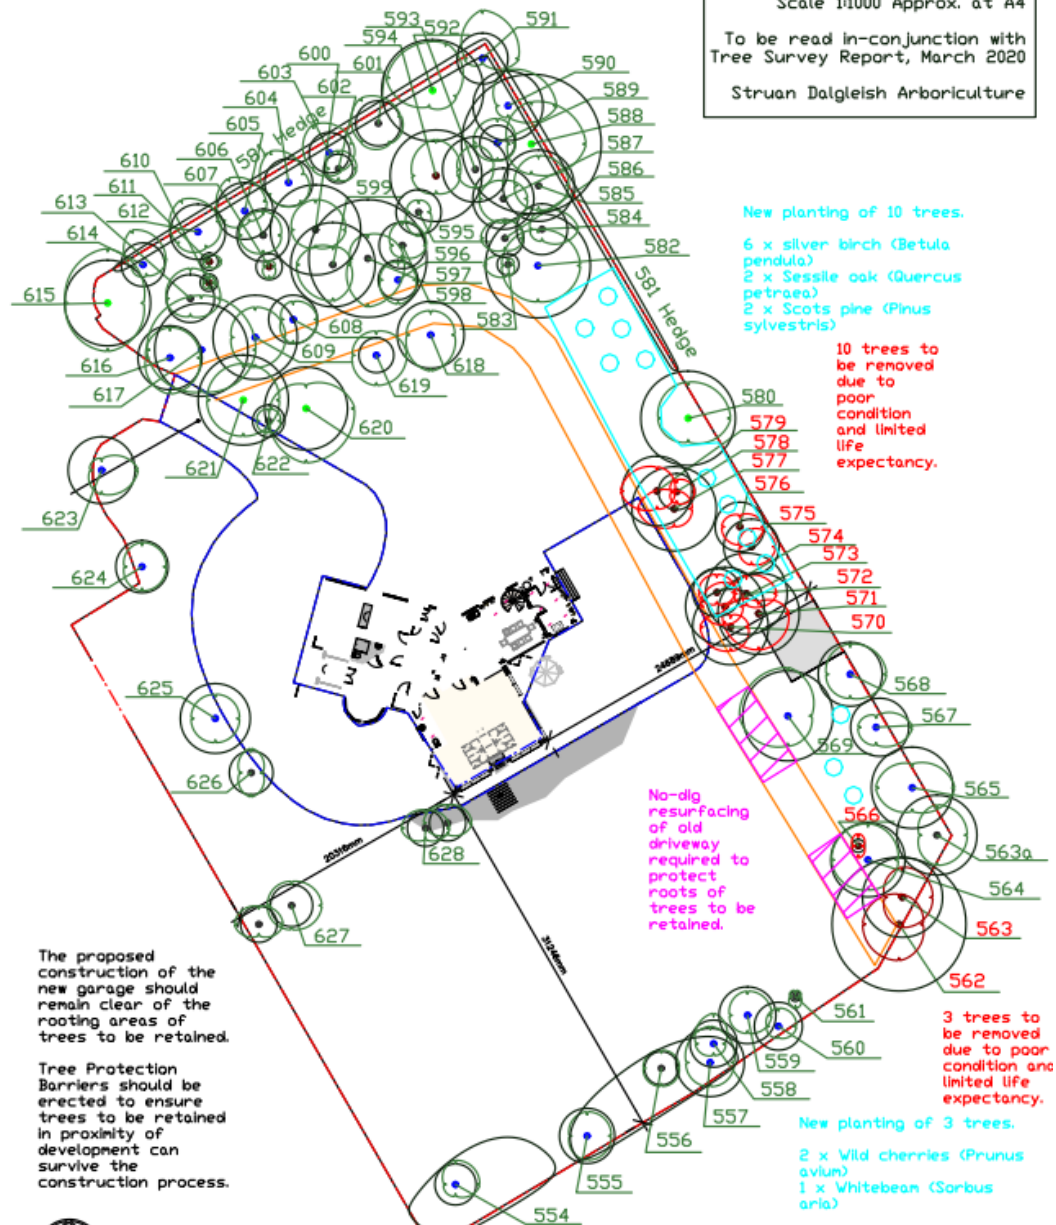 Scale 1:1000 Approx. at A4
To be read in-conjunction with
Tree Survey Report, March 2020
Struan Dalgleish Arboriculture
593
592
591
594
600
601
603
602
590
604
589
588
605
581 Hedge
587
610
606
586
611
607
599
585
613
612
595
584
614
596
582
597
615
598
583
581 Hedge
616
608
609
618
617
619
New planting of 10 trees.
6 x silver birch (Betula
pendula)
2 x Sessile oak (Quercus
petraea)
2 x Scots pine (Pinus
sylvestris)
10 trees to
be removed
due to
poor
condition
and limited
life
expectancy.
580
579
578
577
576
575
574
573
572
571
570
620
621
622
623
624
625
626
24689mm
568
567
569
565
566
563a
564
563
562
No-dig
resurfacing
of old
driveway
required to
protect
roots of
trees to be
retained.
628
20316mm
627
31246mm
561
560
559
558
557
556
555
554
The proposed
construction of the
new garage should
remain clear of the
rooting areas of
trees to be retained.
Tree Protection
Barriers should be
erected to ensure
trees to be retained
in proximity of
development can
survive the
construction process.
3 trees to
be removed
due to poor
condition and
limited life
expectancy.
New planting of 3 trees.
2 x Wild cherries (Prunus
avium)
1 x Whitebeam (Sorbus
aria)